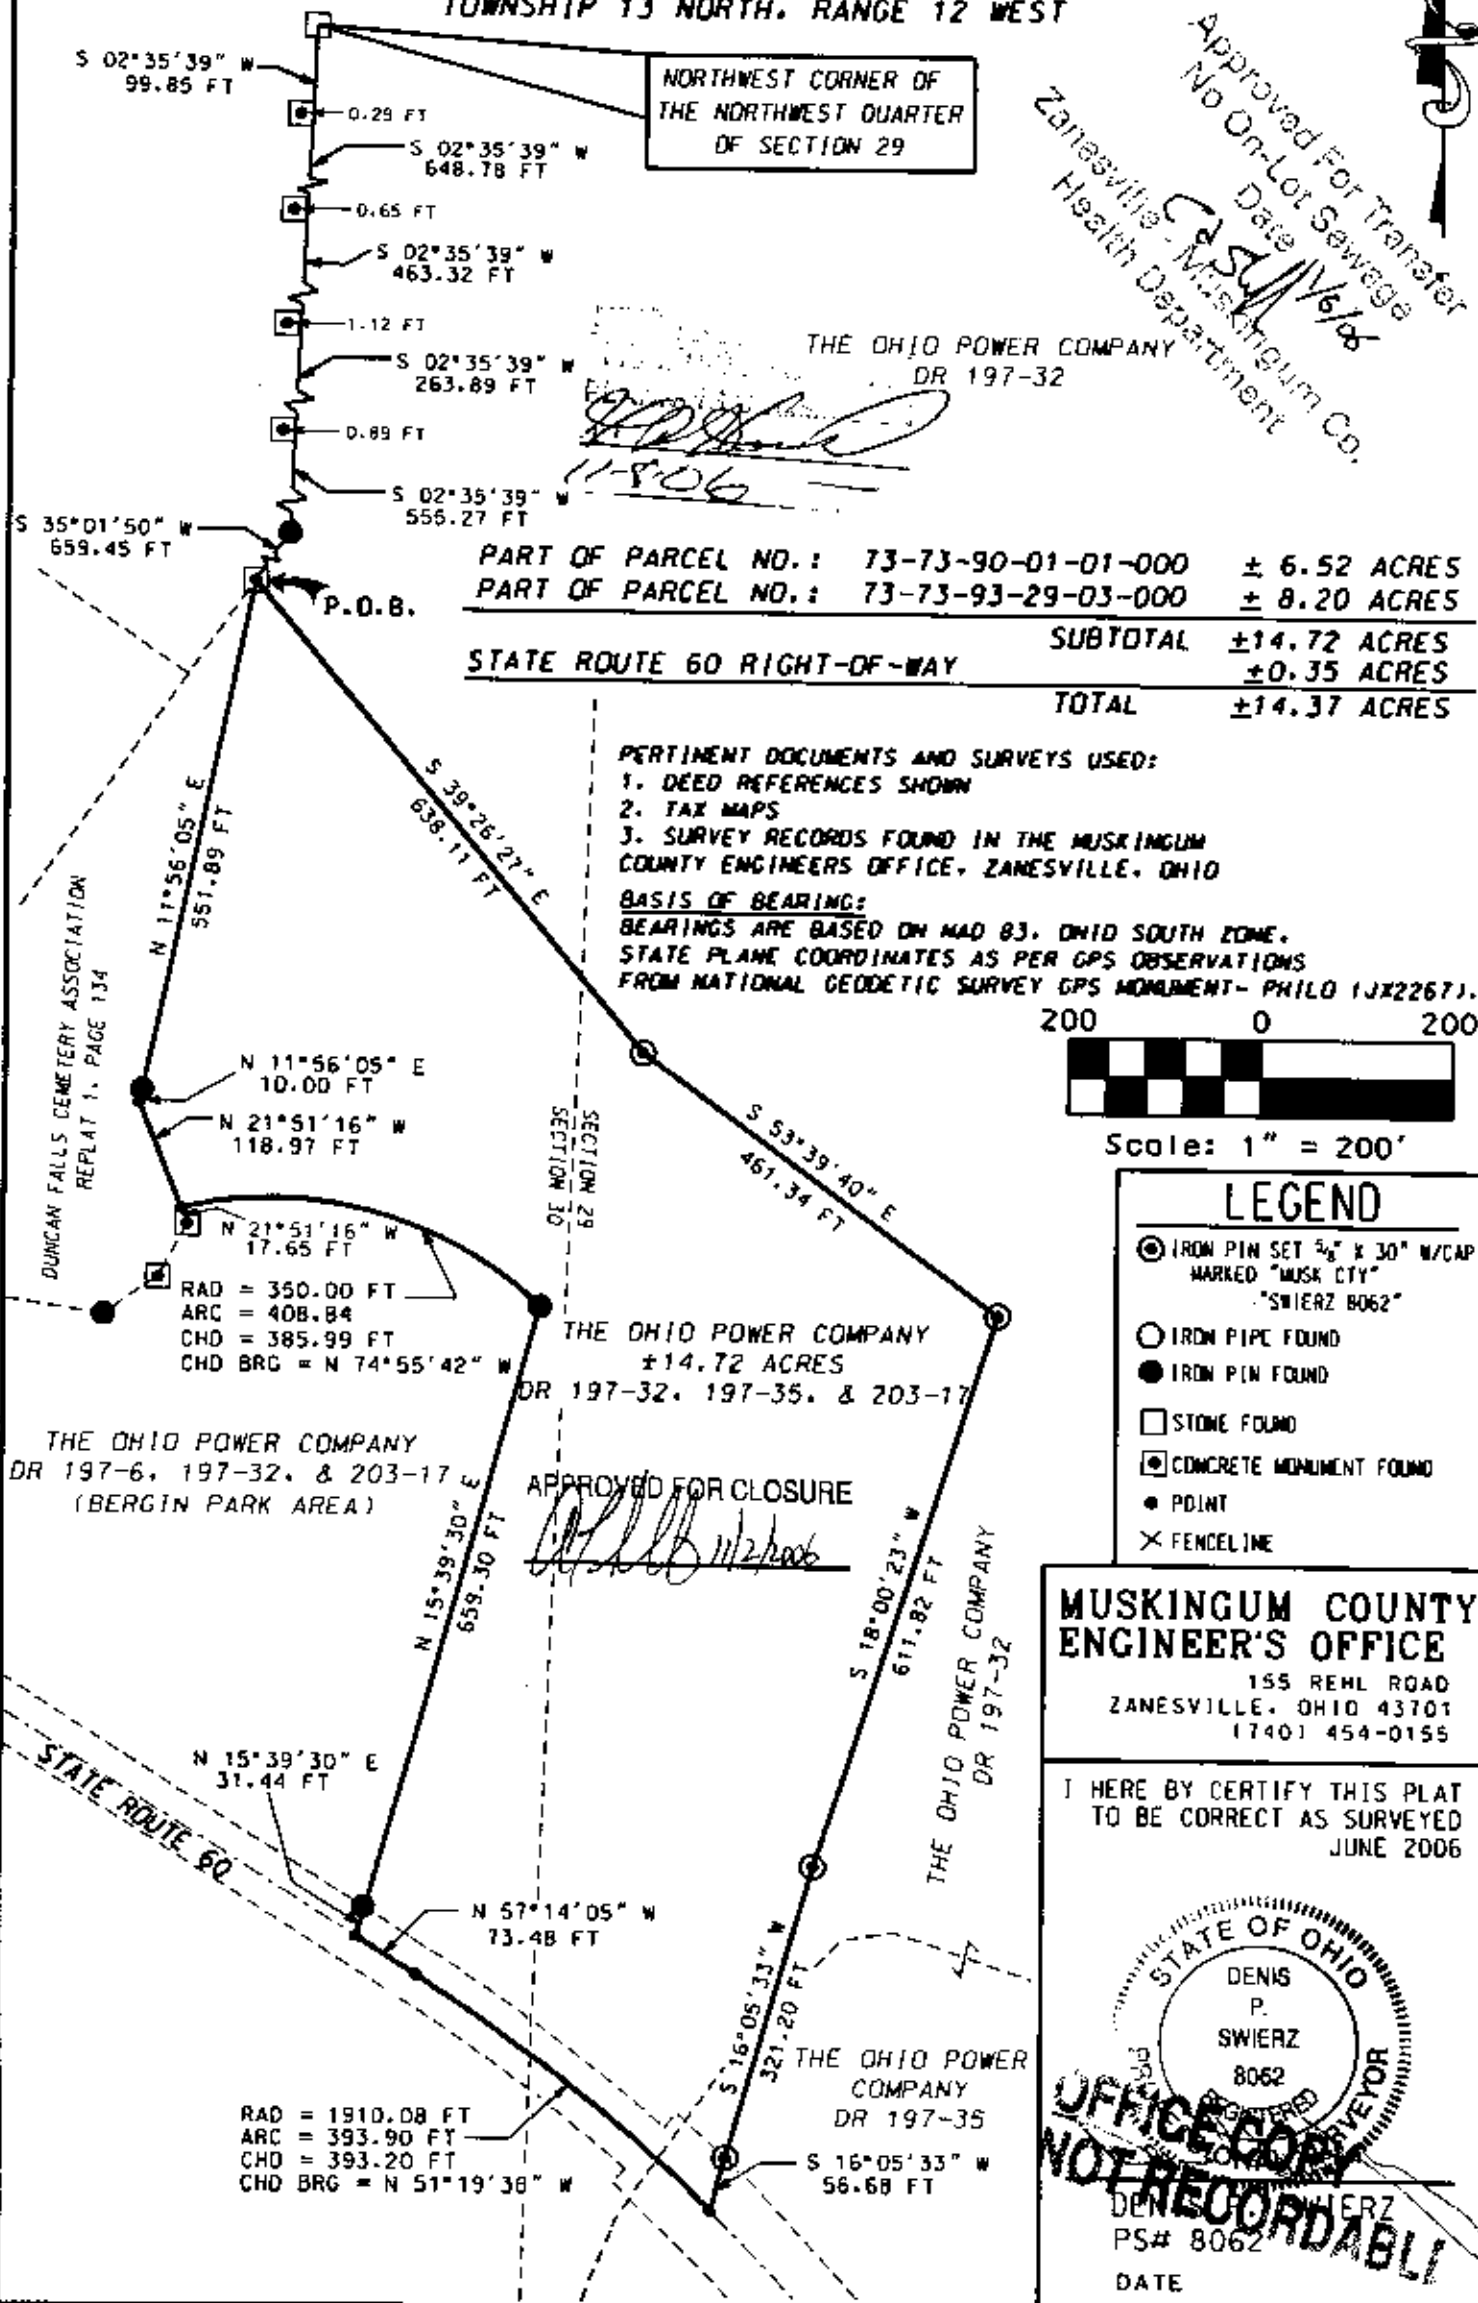 TOWNSHIP 13 NORTH. RANGE 12 WEST
S 02°35'39" W
99.85 FT
NORTHWEST CORNER OF
THE NORTHWEST QUARTER
OF SECTION 29
0.29 FT
S 02°35'39" W
648.78 FT
0.65 FT
S 02°35'39" W
463.32 FT
1.12 FT
S 02°35'39" W
263.89 FT
0.89 FT
S 02°35'39" W
555.27 FT
S 35°01'50" W
659.45 FT
P.O.B.
Approved For Transfer
No On-Lot Sewage
Date 11/6/06
Zanesville - Muskingum Co.
Health Department
THE OHIO POWER COMPANY
DR 197-32
11-8-06
PART OF PARCEL NO.: 73-73-90-01-01-000 ± 6.52 ACRES
PART OF PARCEL NO.: 73-73-93-29-03-000 ± 8.20 ACRES
SUBTOTAL ±14.72 ACRES
STATE ROUTE 60 RIGHT-OF-WAY ±0.35 ACRES
TOTAL ±14.37 ACRES
PERTINENT DOCUMENTS AND SURVEYS USED:
1. DEED REFERENCES SHOWN
2. TAX MAPS
3. SURVEY RECORDS FOUND IN THE MUSKINGUM
COUNTY ENGINEERS OFFICE. ZANESVILLE. OHIO
BASIS OF BEARING:
BEARINGS ARE BASED ON NAD 83. OHIO SOUTH ZONE.
STATE PLANE COORDINATES AS PER GPS OBSERVATIONS
FROM NATIONAL GEODETIC SURVEY GPS MONUMENT- PHILO (JX2267).
200 0 200
Scale: 1" = 200'
N 11°56'05" E
551.89 FT
S 39°26'27" E
638.11 FT
DUNCAN FALLS CEMETERY ASSOCIATION
REPLAT 1. PAGE 134
N 11°56'05" E
10.00 FT
N 21°51'16" W
118.97 FT
SECTION 30
SECTION 29
S 53°39'40" E
461.34 FT
N 21°51'16" W
17.65 FT
RAD = 350.00 FT
ARC = 408.84
CHD = 385.99 FT
CHD BRG = N 74°55'42" W
LEGEND
IRON PIN SET 5/8" X 30" W/CAP
MARKED "MUSK CTY"
"SWIERZ 8062"
IRON PIPE FOUND
IRON PIN FOUND
STONE FOUND
CONCRETE MONUMENT FOUND
POINT
FENCELINE
THE OHIO POWER COMPANY
±14.72 ACRES
DR 197-32. 197-35. & 203-17
THE OHIO POWER COMPANY
DR 197-6. 197-32. & 203-17
(BERGIN PARK AREA)
APPROVED FOR CLOSURE
11/2/2006
N 15°39'30" E
659.30 FT
S 18°00'23" W
611.82 FT
THE OHIO POWER COMPANY
DR 197-32
MUSKINGUM COUNTY
ENGINEER'S OFFICE
155 REHL ROAD
ZANESVILLE. OHIO 43701
(740) 454-0155
I HERE BY CERTIFY THIS PLAT
TO BE CORRECT AS SURVEYED
JUNE 2006
N 15°39'30" E
31.44 FT
STATE ROUTE 60
N 57°14'05" W
73.48 FT
S 16°05'33" W
321.20 FT
THE OHIO POWER
COMPANY
DR 197-35
RAD = 1910.08 FT
ARC = 393.90 FT
CHD = 393.20 FT
CHD BRG = N 51°19'38" W
S 16°05'33" W
56.68 FT
STATE OF OHIO
DENIS
P.
SWIERZ
8062
REGISTERED
SURVEYOR
OFFICE COPY
NOT RECORDABL
DENIS P. SWIERZ
PS# 8062
DATE